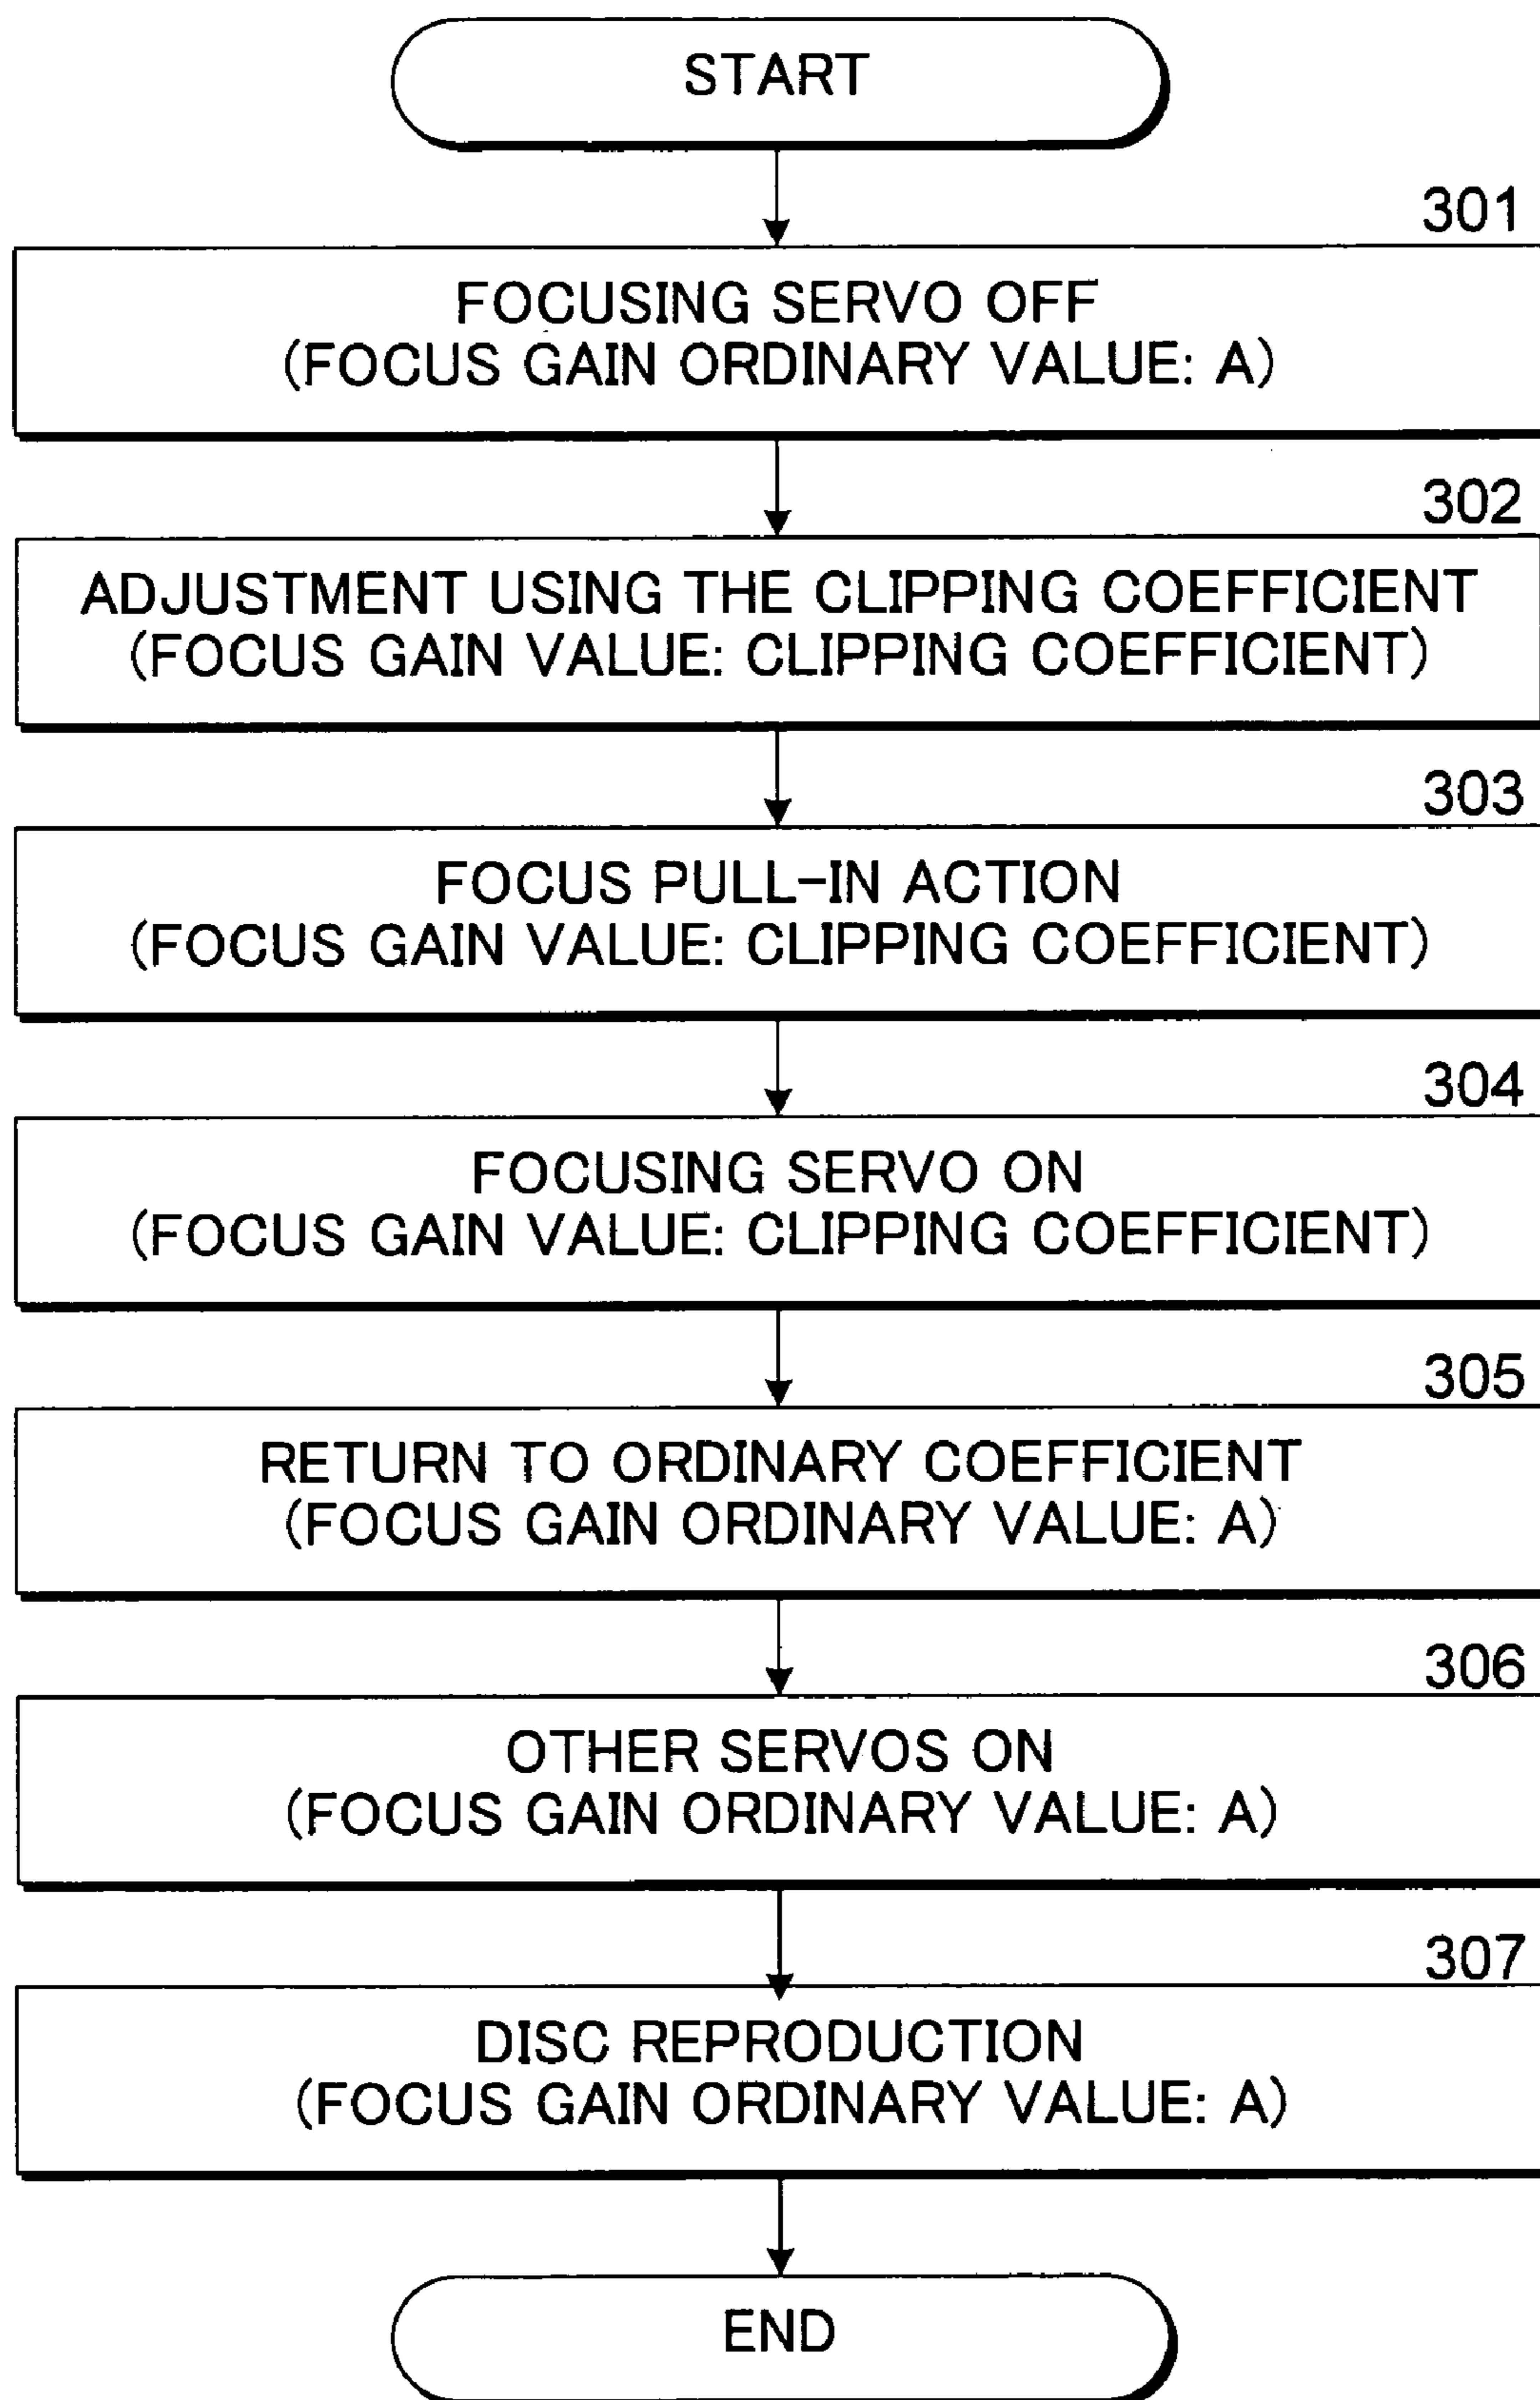 START
301
FOCUSING SERVO OFF
(FOCUS GAIN ORDINARY VALUE: A)
302
ADJUSTMENT USING THE CLIPPING COEFFICIENT
(FOCUS GAIN VALUE: CLIPPING COEFFICIENT)
303
FOCUS PULL-IN ACTION
(FOCUS GAIN VALUE: CLIPPING COEFFICIENT)
304
FOCUSING SERVO ON
(FOCUS GAIN VALUE: CLIPPING COEFFICIENT)
305
RETURN TO ORDINARY COEFFICIENT
(FOCUS GAIN ORDINARY VALUE: A)
306
OTHER SERVOS ON
(FOCUS GAIN ORDINARY VALUE: A)
307
DISC REPRODUCTION
(FOCUS GAIN ORDINARY VALUE: A)
END